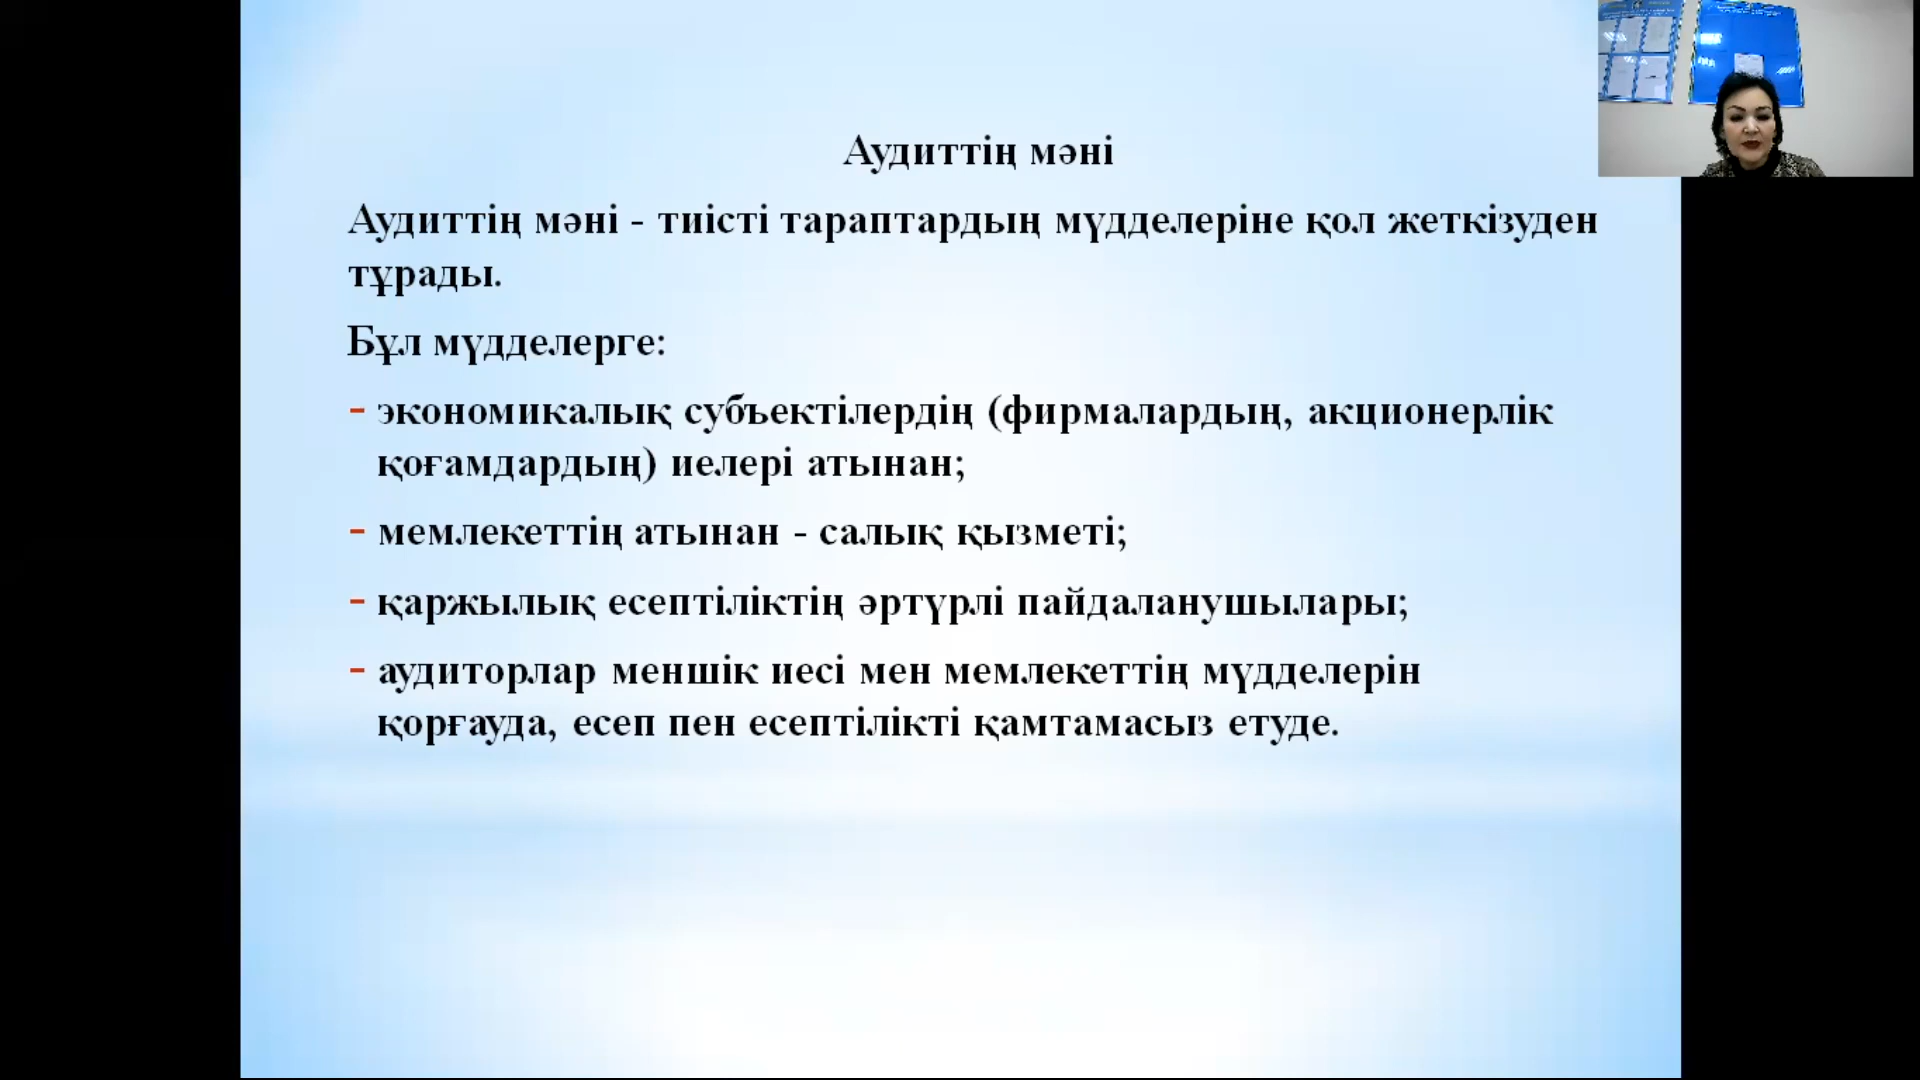 Аудиттің мәні
Аудиттің мәні - тиісті тараптардың мүдделеріне қол жеткізуден
тұрады.
Бұл мүдделерге:
- экономикалық субъектілердің (фирмалардың, акционерлік
қоғамдардың) иелері атынан;
- мемлекеттің атынан - салық қызметі;
- қаржылық есептіліктің әртүрлі пайдаланушылары;
- аудиторлар меншік иесі мен мемлекеттің мүдделерін
қорғауда, есеп пен есептілікті қамтамасыз етуде.